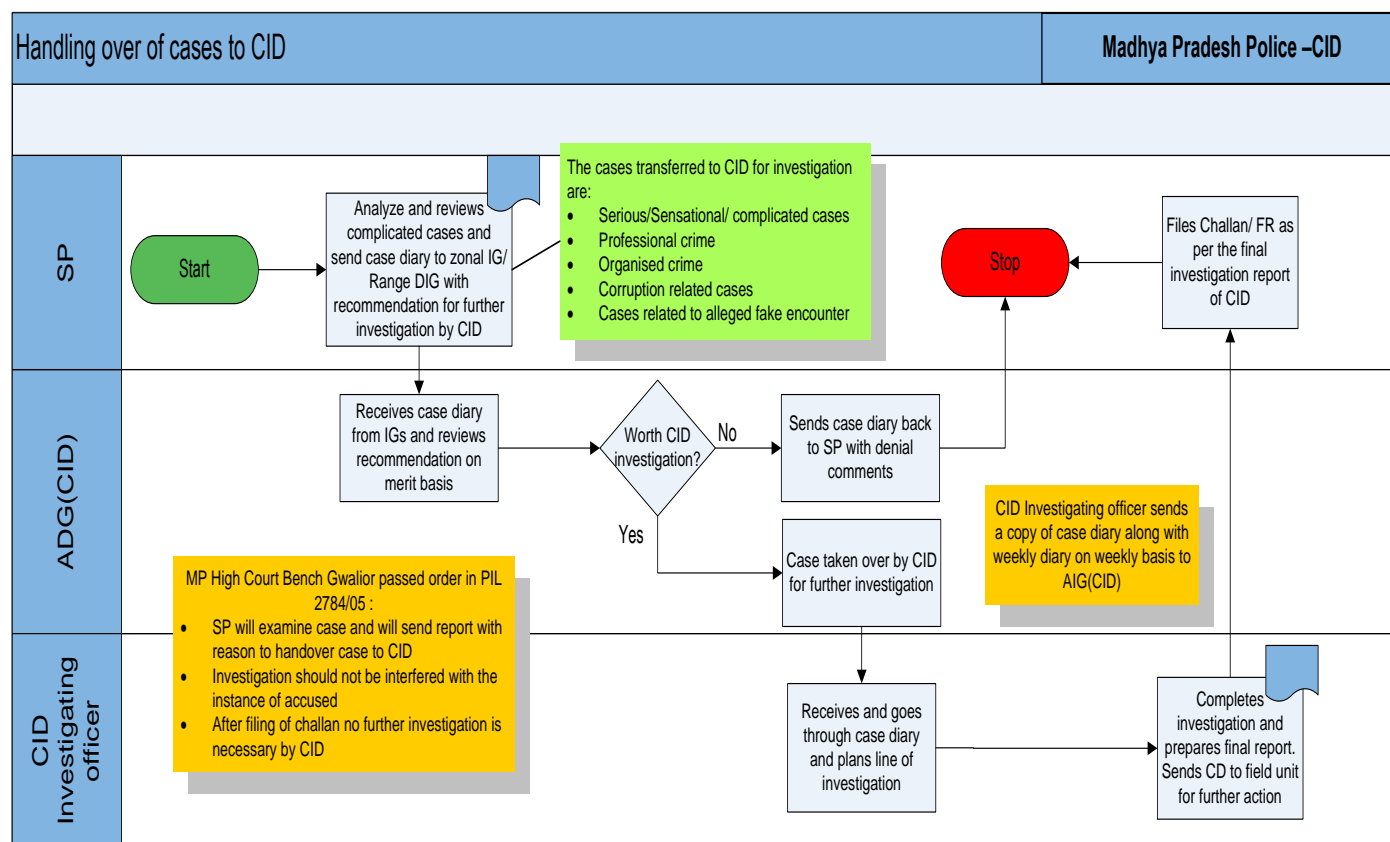 Handling over of cases to CID
Madhya Pradesh Police –CID
SP
Start
Analyze and reviews
complicated cases and
send case diary to zonal IG/
Range DIG with
recommendation for further
investigation by CID
The cases transferred to CID for investigation
are:
• Serious/Sensational/ complicated cases
• Professional crime
• Organised crime
• Corruption related cases
• Cases related to alleged fake encounter
Stop
Files Challan/ FR as
per the final
investigation report
of CID
ADG(CID)
Receives case diary
from IGs and reviews
recommendation on
merit basis
Worth CID
investigation?
No
Sends case diary back
to SP with denial
comments
Yes
Case taken over by CID
for further investigation
CID Investigating officer sends
a copy of case diary along with
weekly diary on weekly basis to
AIG(CID)
MP High Court Bench Gwalior passed order in PIL
2784/05 :
• SP will examine case and will send report with
reason to handover case to CID
• Investigation should not be interfered with the
instance of accused
• After filing of challan no further investigation is
necessary by CID
CID
Investigating
officer
Receives and goes
through case diary
and plans line of
investigation
Completes
investigation and
prepares final report.
Sends CD to field unit
for further action